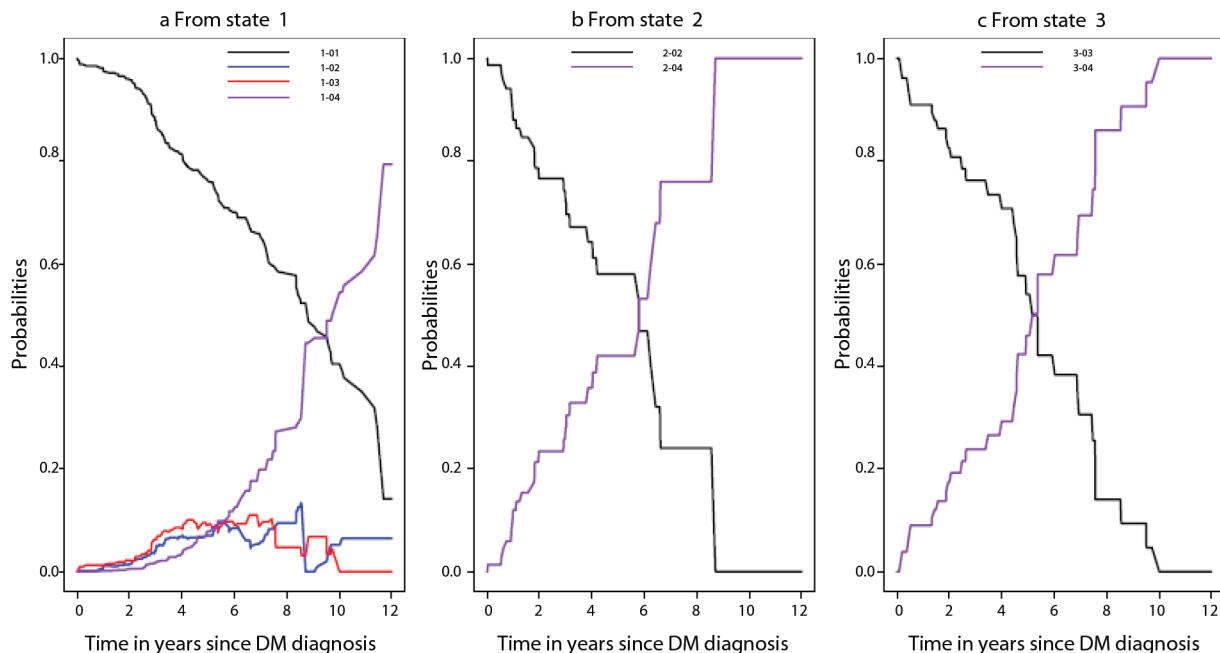 a From state 1
1-01
1-02
1-03
1-04
Probabilities
1.0
0.8
0.6
0.4
0.2
0.0
0 2 4 6 8 10 12
Time in years since DM diagnosis
b From state 2
2-02
2-04
Probabilities
1.0
0.8
0.6
0.4
0.2
0.0
0 2 4 6 8 10 12
Time in years since DM diagnosis
c From state 3
3-03
3-04
Probabilities
1.0
0.8
0.6
0.4
0.2
0.0
0 2 4 6 8 10 12
Time in years since DM diagnosis